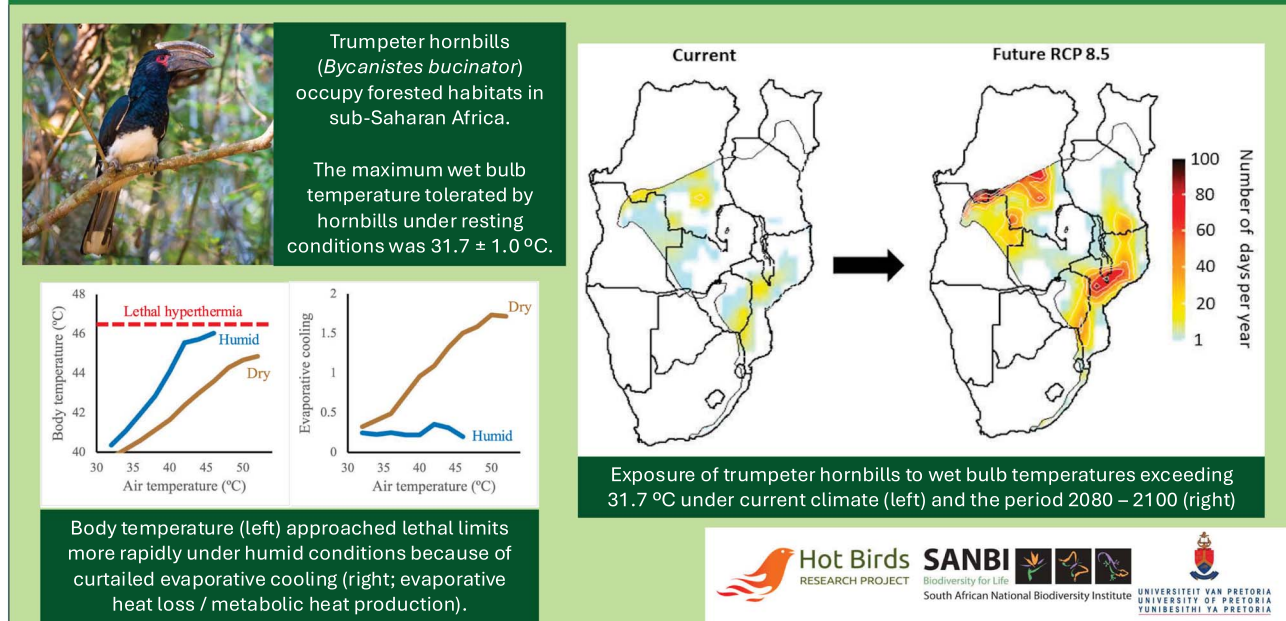 Trumpeter hornbills
(Bycanistes bucinator)
occupy forested habitats in
sub-Saharan Africa.
The maximum wet bulb
temperature tolerated by
hornbills under resting
conditions was 31.7 ± 1.0 ºC.
48
46
44
42
40
Body temperature (ºC)
Lethal hyperthermia
Humid
Dry
30 35 40 45 50
Air temperature (ºC)
2
1.5
1
0.5
0
Evaporative cooling
Dry
Humid
30 35 40 45 50
Air temperature (ºC)
Body temperature (left) approached lethal limits
more rapidly under humid conditions because of
curtailed evaporative cooling (right; evaporative
heat loss / metabolic heat production).
Current
Future RCP 8.5
100
80
60
40
20
1
Number of days per year
Exposure of trumpeter hornbills to wet bulb temperatures exceeding
31.7 ºC under current climate (left) and the period 2080 – 2100 (right)
Hot Birds
RESEARCH PROJECT
SANBI
Biodiversity for Life
South African National Biodiversity Institute
UNIVERSITEIT VAN PRETORIA
UNIVERSITY OF PRETORIA
YUNIBESITHI YA PRETORIA